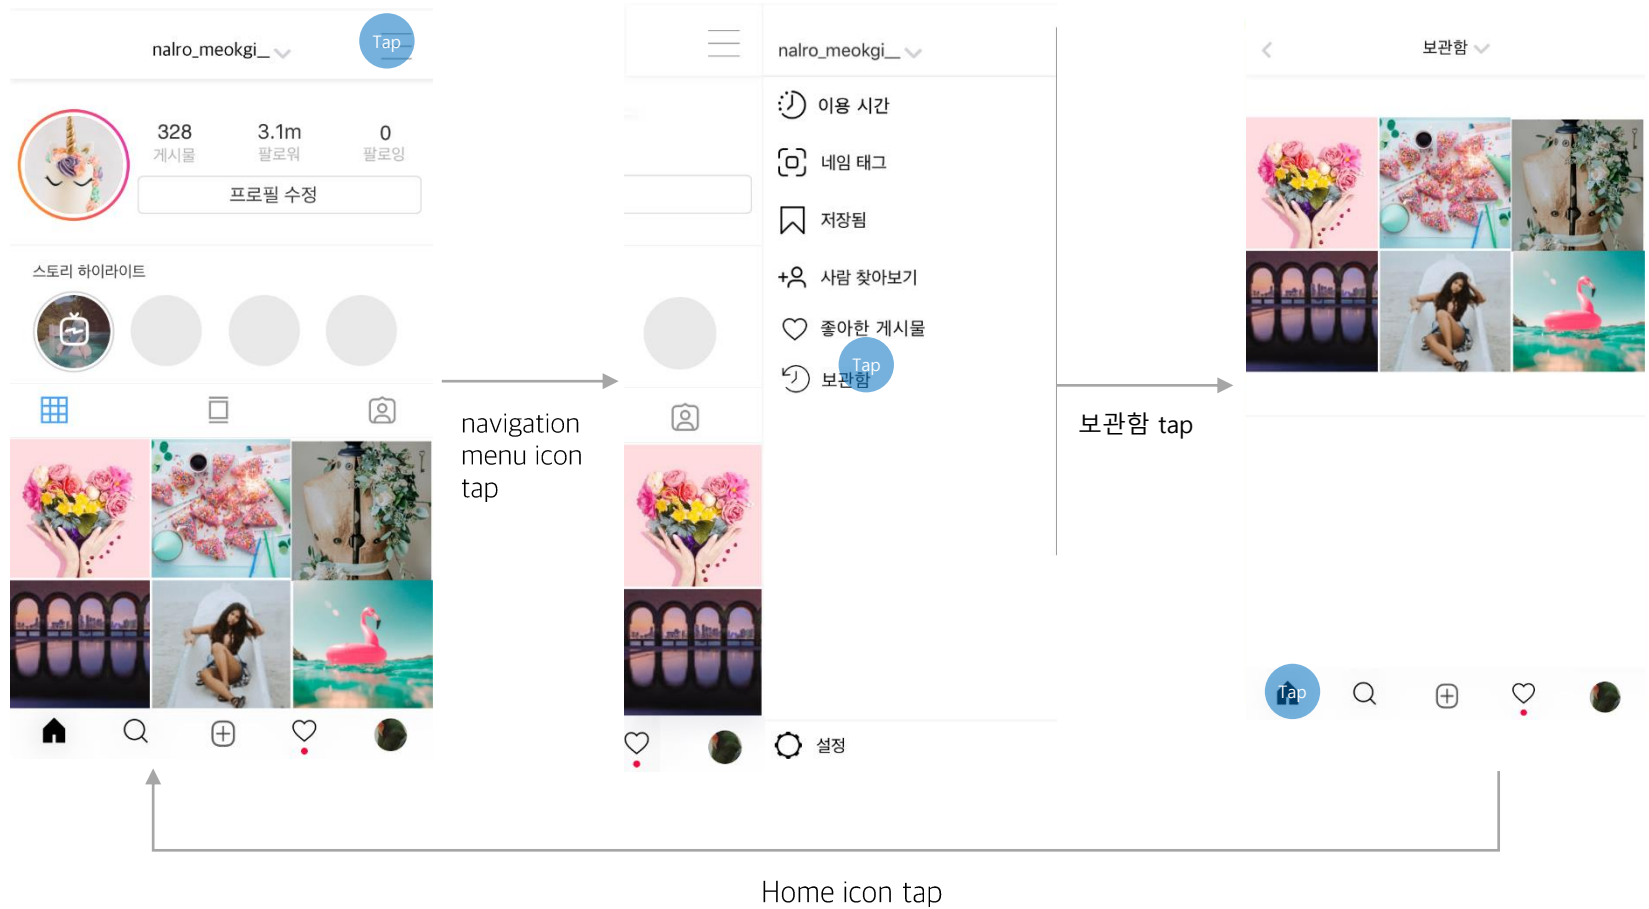 nalro_meokgi__
Tap
328
게시물
3.1m
팔로워
0
팔로잉
프로필 수정
스토리 하이라이트
navigation
menu icon
tap
nalro_meokgi__
이용 시간
네임 태그
저장됨
사람 찾아보기
좋아한 게시물
Tap
보관함
설정
보관함 tap
보관함
Tap
Home icon tap